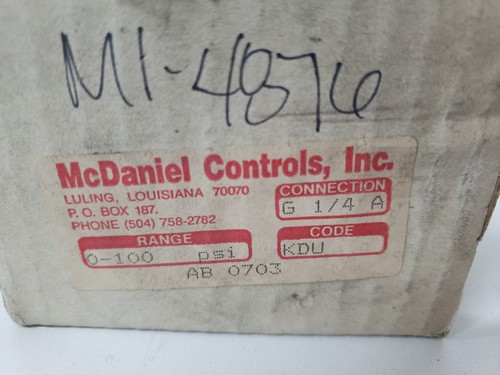 M1-4876
McDaniel Controls, Inc.
LULING, LOUISIANA 70070
P. O. BOX 187.
PHONE (504) 758-2782
CONNECTION
G 1/4 A
RANGE
0-100 psi
CODE
KDU
AB 0703